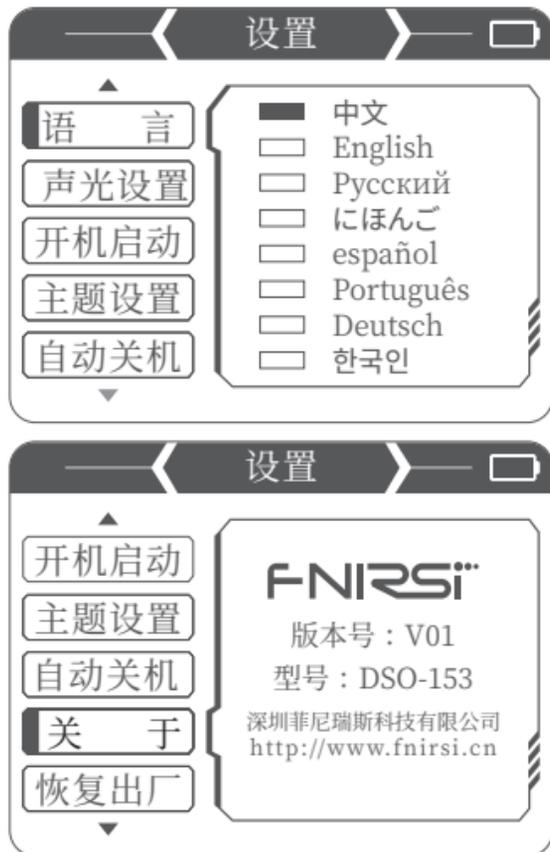 设置
语 言
声光设置
开机启动
主题设置
自动关机
中文
English
Русский
にほんご
español
Português
Deutsch
한국인
设置
开机启动
主题设置
自动关机
关 于
恢复出厂
FNIRSI
版本号：V01
型号：DSO-153
深圳菲尼瑞斯科技有限公司
http://www.fnirsi.cn